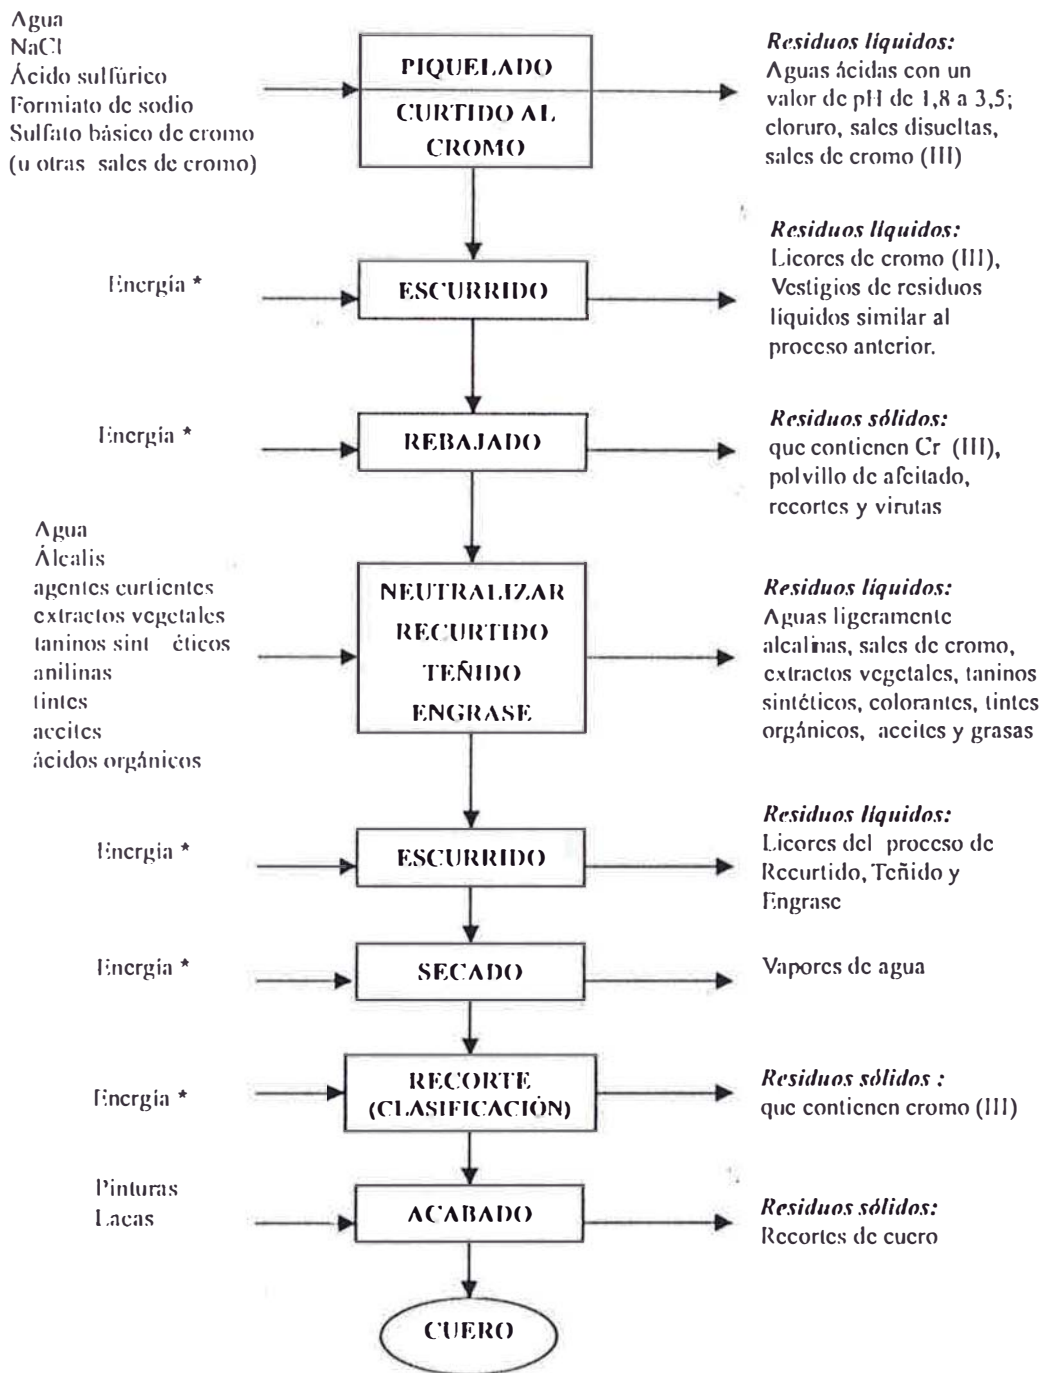 Agua
NaCl
Ácido sulfúrico
Formiato de sodio
Sulfato básico de cromo
(u otras sales de cromo)
PIQUELADO
CURTIDO AL
CROMO
Residuos líquidos:
Aguas ácidas con un
valor de pH de 1,8 a 3,5;
cloruro, sales disueltas,
sales de cromo (III)
Energía *
ESCURRIDO
Residuos líquidos:
Licores de cromo (III),
Vestigios de residuos
líquidos similar al
proceso anterior.
Energía *
REBAJADO
Residuos sólidos:
que contienen Cr (III),
polvillo de afeitado,
recortes y virutas
Agua
Álcalis
agentes curtientes
extractos vegetales
taninos sint éticos
anilinas
tintes
aceites
ácidos orgánicos
NEUTRALIZAR
RECURTIDO
TEÑIDO
ENGRASE
Residuos líquidos:
Aguas ligeramente
alcalinas, sales de cromo,
extractos vegetales, taninos
sintéticos, colorantes, tintes
orgánicos, aceites y grasas
Energía *
ESCURRIDO
Residuos líquidos:
Licores del proceso de
Recurtido, Teñido y
Engrase
Energía *
SECADO
Vapores de agua
Energía *
RECORTE
(CLASIFICACIÓN)
Residuos sólidos :
que contienen cromo (III)
Pinturas
Lacas
ACABADO
Residuos sólidos:
Recortes de cuero
CUERO